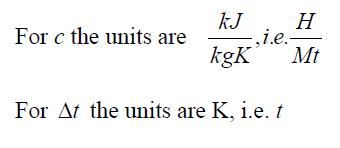 For c the units are kJ/kgK, i.e. H/Mt
For Δt the units are K, i.e. t